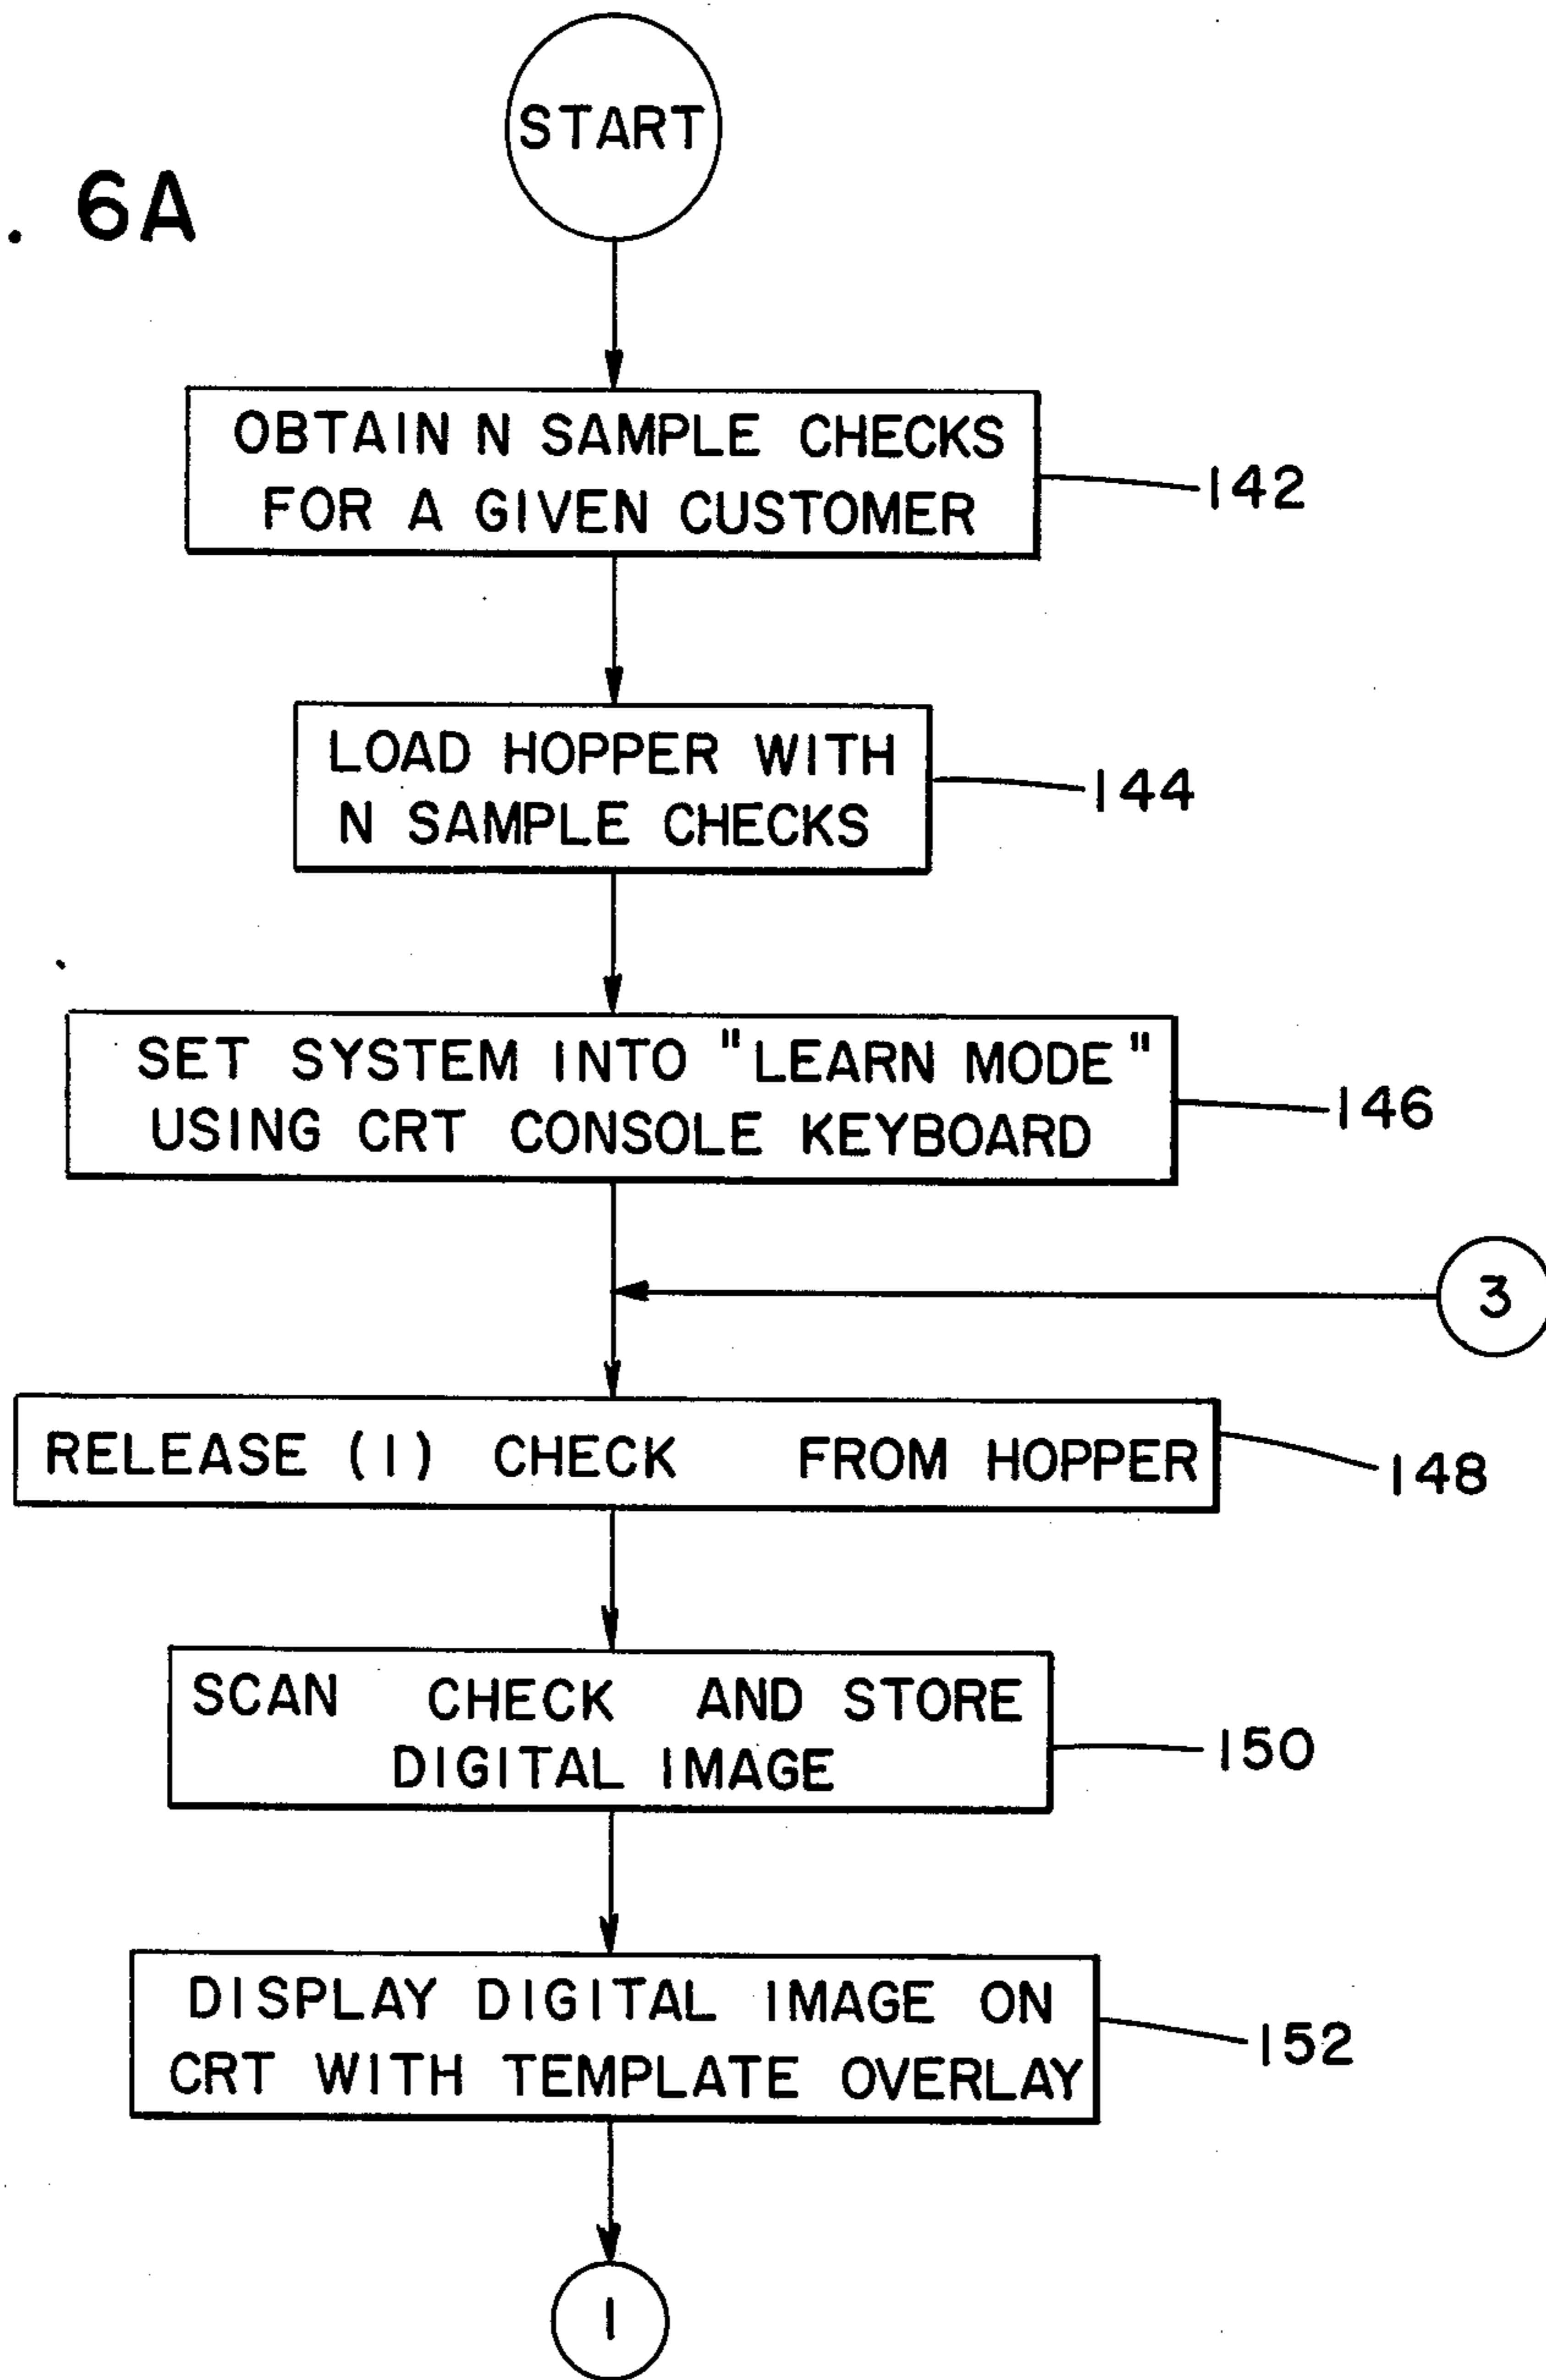 START
. 6A
OBTAIN N SAMPLE CHECKS
FOR A GIVEN CUSTOMER
142
LOAD HOPPER WITH
N SAMPLE CHECKS
144
SET SYSTEM INTO "LEARN MODE"
USING CRT CONSOLE KEYBOARD
146
3
RELEASE (1) CHECK FROM HOPPER
148
SCAN CHECK AND STORE
DIGITAL IMAGE
150
DISPLAY DIGITAL IMAGE ON
CRT WITH TEMPLATE OVERLAY
152
1